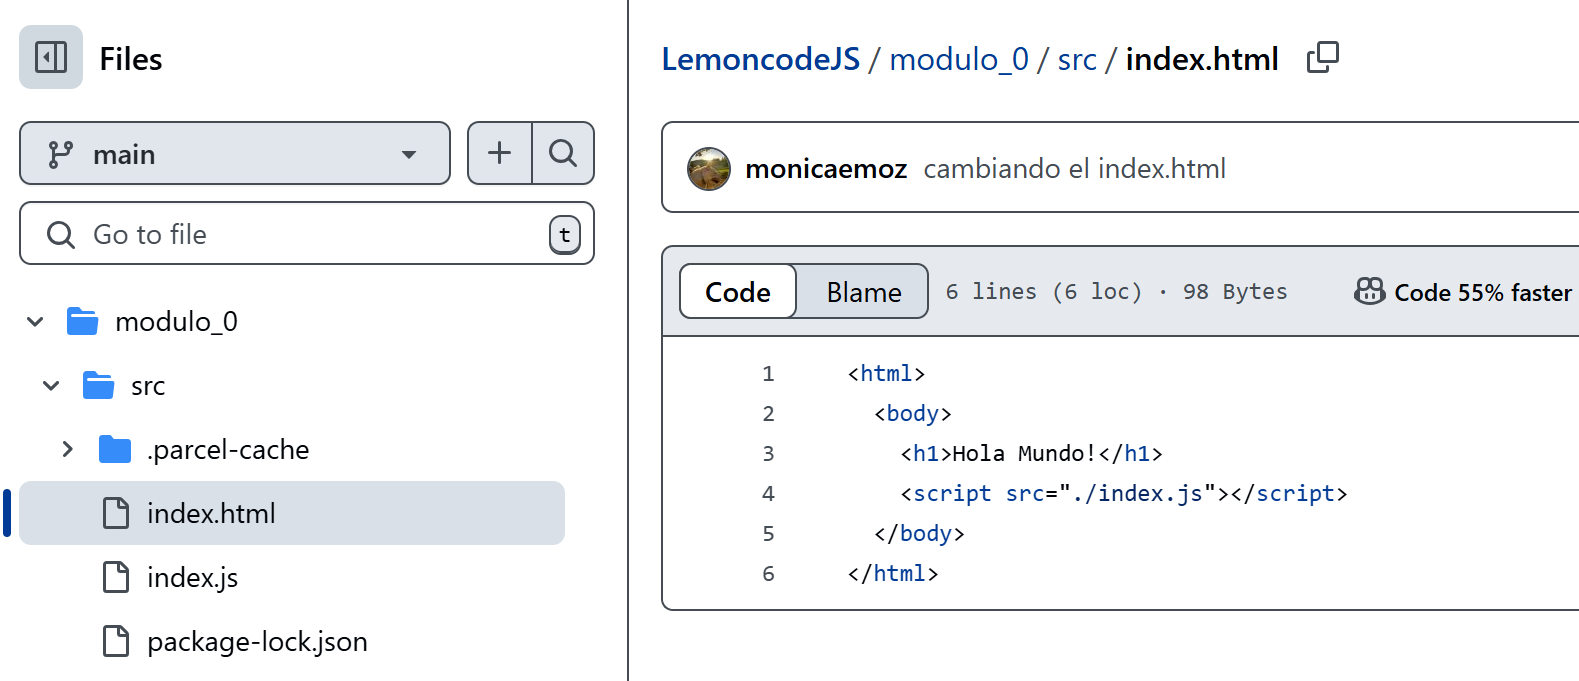 Files
main
Go to file
t
modulo_0
src
.parcel-cache
index.html
index.js
package-lock.json
LemoncodeJS / modulo_0 / src / index.html
monicaemoz cambiando el index.html
Code Blame 6 lines (6 loc) · 98 Bytes Code 55% faster
1 <html>
2 <body>
3 <h1>Hola Mundo!</h1>
4 <script src="./index.js"></script>
5 </body>
6 </html>